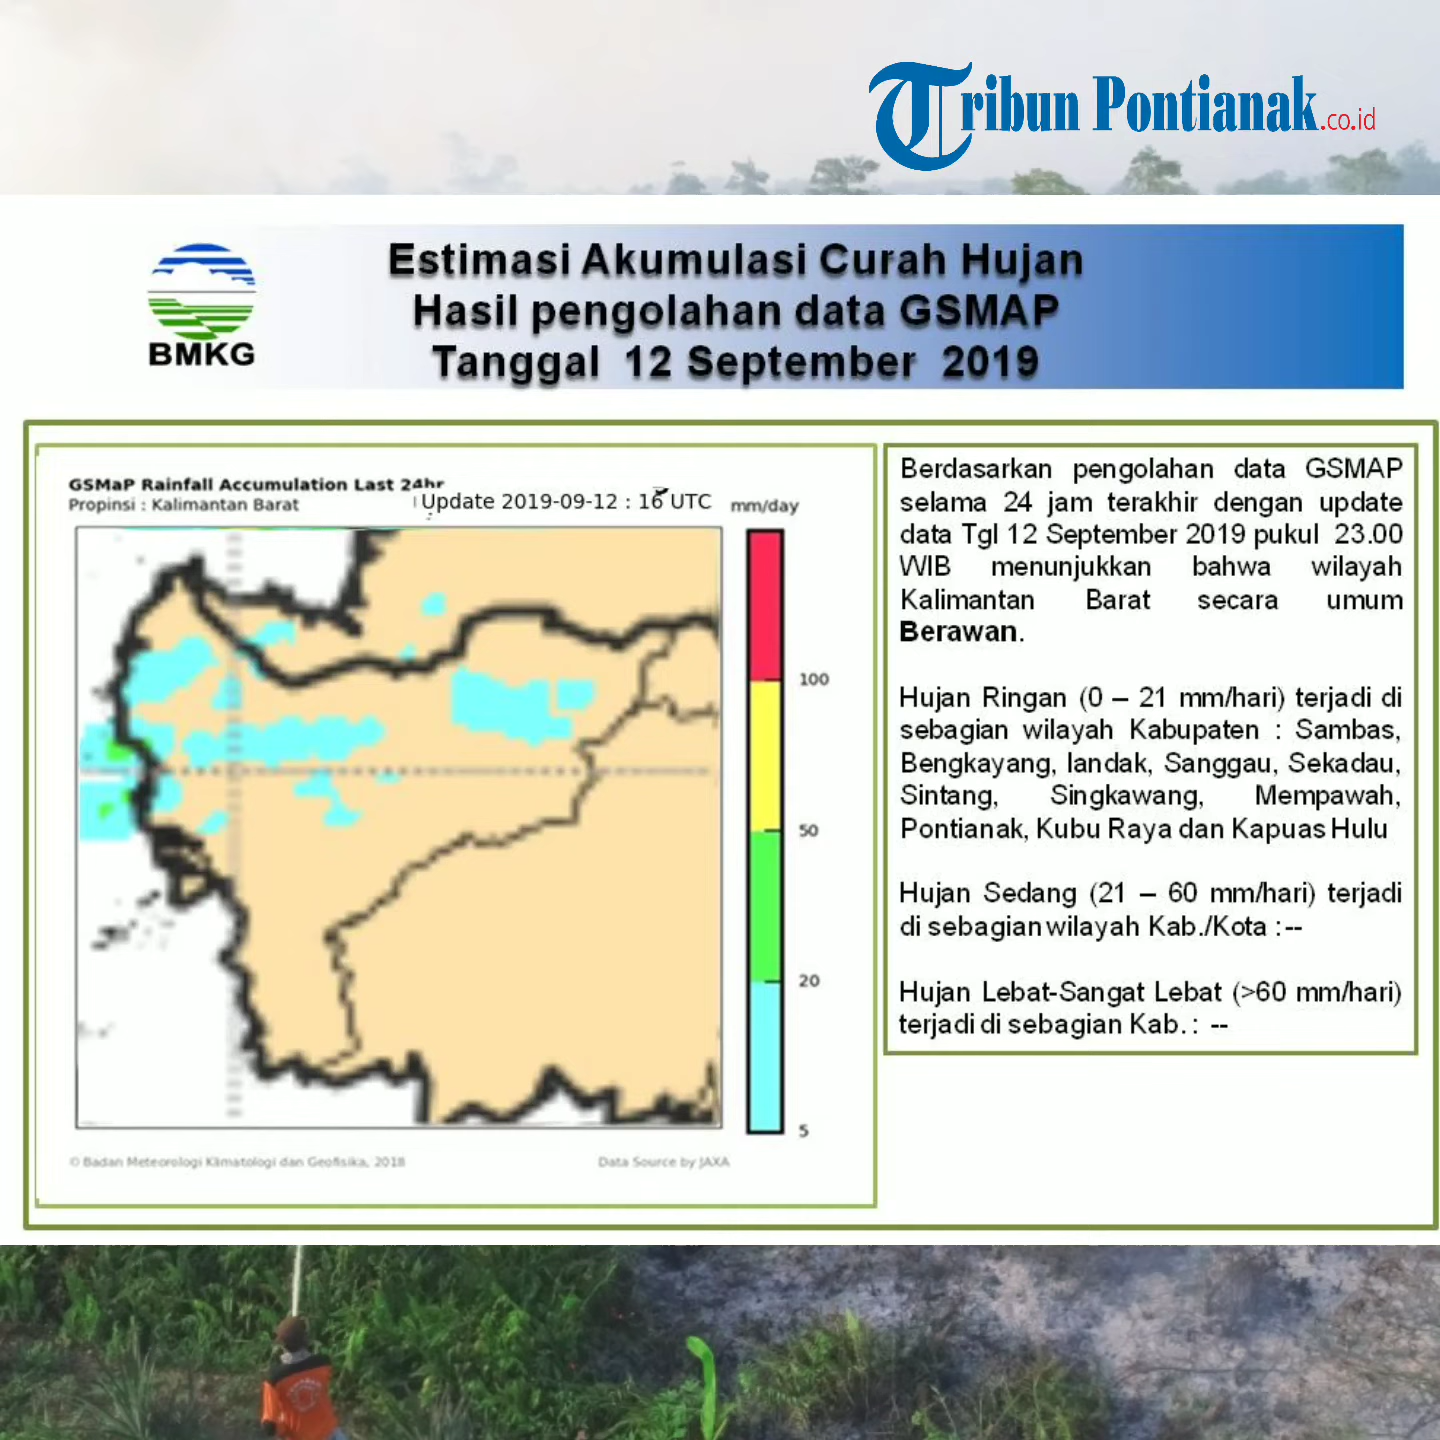 Tribun Pontianak.co.id
Estimasi Akumulasi Curah Hujan
Hasil pengolahan data GSMAP
Tanggal 12 September 2019
BMKG
GSMaP Rainfall Accumulation Last 24hr
Propinsi : Kalimantan Barat
Update 2019-09-12 : 16 UTC
mm/day
100
50
20
5
© Badan Meteorologi Klimatologi dan Geofisika, 2018
Data Source by JAXA
Berdasarkan pengolahan data GSMAP
selama 24 jam terakhir dengan update
data Tgl 12 September 2019 pukul 23.00
WIB menunjukkan bahwa wilayah
Kalimantan Barat secara umum
Berawan.
Hujan Ringan (0 – 21 mm/hari) terjadi di
sebagian wilayah Kabupaten : Sambas,
Bengkayang, landak, Sanggau, Sekadau,
Sintang, Singkawang, Mempawah,
Pontianak, Kubu Raya dan Kapuas Hulu
Hujan Sedang (21 – 60 mm/hari) terjadi
di sebagian wilayah Kab./Kota :--
Hujan Lebat-Sangat Lebat (>60 mm/hari)
terjadi di sebagian Kab. : --